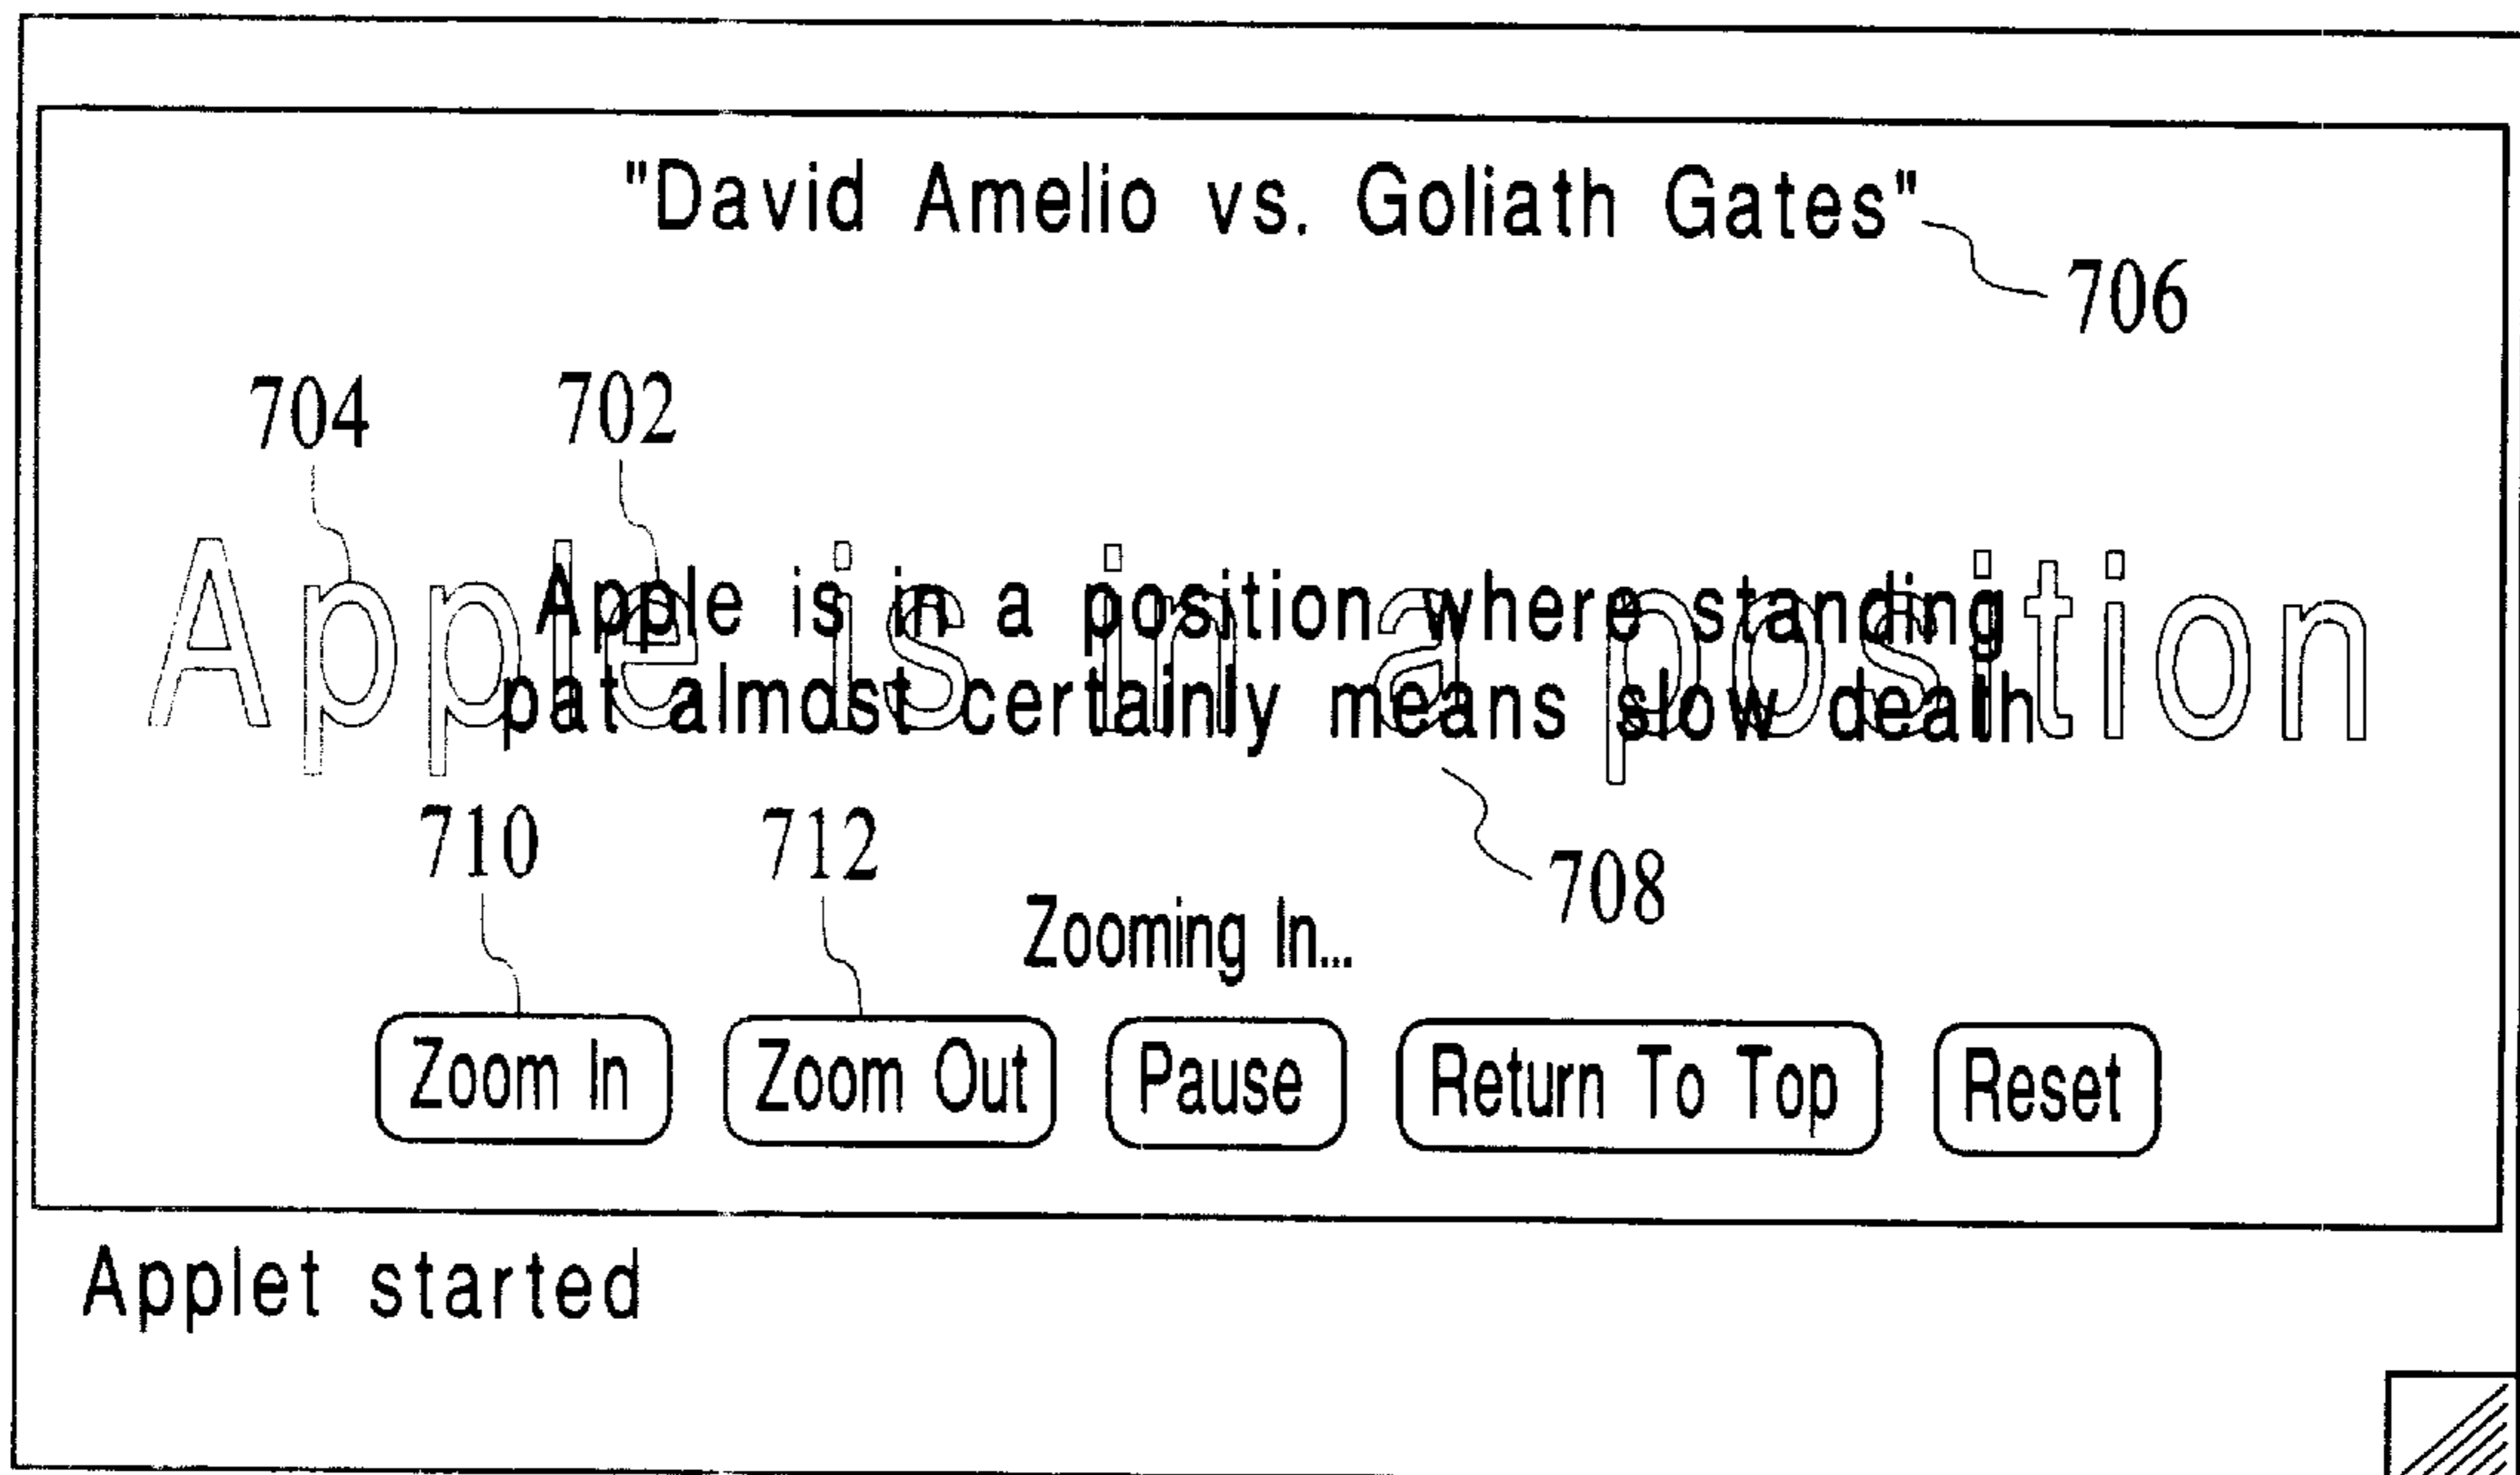 "David Amelio vs. Goliath Gates"
706
704 702
Apple is in a position
Apple is in a position where standing
pat almost certainly means slow death
710 712 708
Zooming In...
Zoom In Zoom Out Pause Return To Top Reset
Applet started